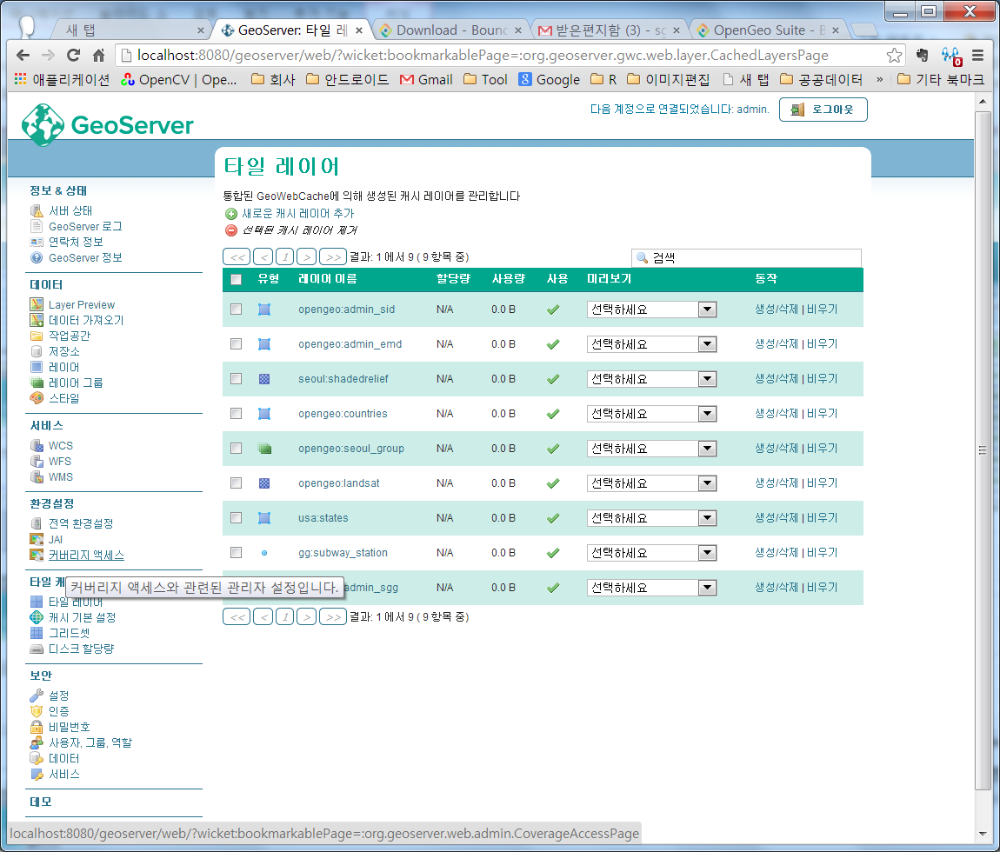 새 탭
GeoServer: 타일 레
Download - Bounc
받은편지함 (3) - sc
OpenGeo Suite - B
localhost:8080/geoserver/web/?wicket:bookmarkablePage=:org.geoserver.gwc.web.layer.CachedLayersPage
0
애플리케이션 OpenCV | Ope... 회사 안드로이드 Gmail Tool Google R 이미지편집 새 탭 공공데이터 » 기타 북마크
GeoServer
다음 계정으로 연결되었습니다: admin.
로그아웃
정보 & 상태
서버 상태
GeoServer 로그
연락처 정보
GeoServer 정보
데이터
Layer Preview
데이터 가져오기
작업공간
저장소
레이어
레이어 그룹
스타일
서비스
WCS
WFS
WMS
환경설정
전역 환경설정
JAI
커버리지 액세스
타일 캐
커버리지 액세스와 관련된 관리자 설정입니다.
타일 레이어
캐시 기본 설정
그리드셋
디스크 할당량
보안
설정
인증
비밀번호
사용자, 그룹, 역할
데이터
서비스
데모
타일 레이어
통합된 GeoWebCache에 의해 생성된 캐시 레이어를 관리합니다
새로운 캐시 레이어 추가
선택된 캐시 레이어 제거
<< < 1 > >> 결과: 1 에서 9 ( 9 항목 중)
검색
유형 레이어 이름 할당량 사용량 사용 미리보기 동작
opengeo:admin_sid N/A 0.0 B 선택하세요 생성/삭제 | 비우기
opengeo:admin_emd N/A 0.0 B 선택하세요 생성/삭제 | 비우기
seoul:shadedrelief N/A 0.0 B 선택하세요 생성/삭제 | 비우기
opengeo:countries N/A 0.0 B 선택하세요 생성/삭제 | 비우기
opengeo:seoul_group N/A 0.0 B 선택하세요 생성/삭제 | 비우기
opengeo:landsat N/A 0.0 B 선택하세요 생성/삭제 | 비우기
usa:states N/A 0.0 B 선택하세요 생성/삭제 | 비우기
gg:subway_station N/A 0.0 B 선택하세요 생성/삭제 | 비우기
admin_sgg N/A 0.0 B 선택하세요 생성/삭제 | 비우기
<< < 1 > >> 결과: 1 에서 9 ( 9 항목 중)
localhost:8080/geoserver/web/?wicket:bookmarkablePage=:org.geoserver.web.admin.CoverageAccessPage